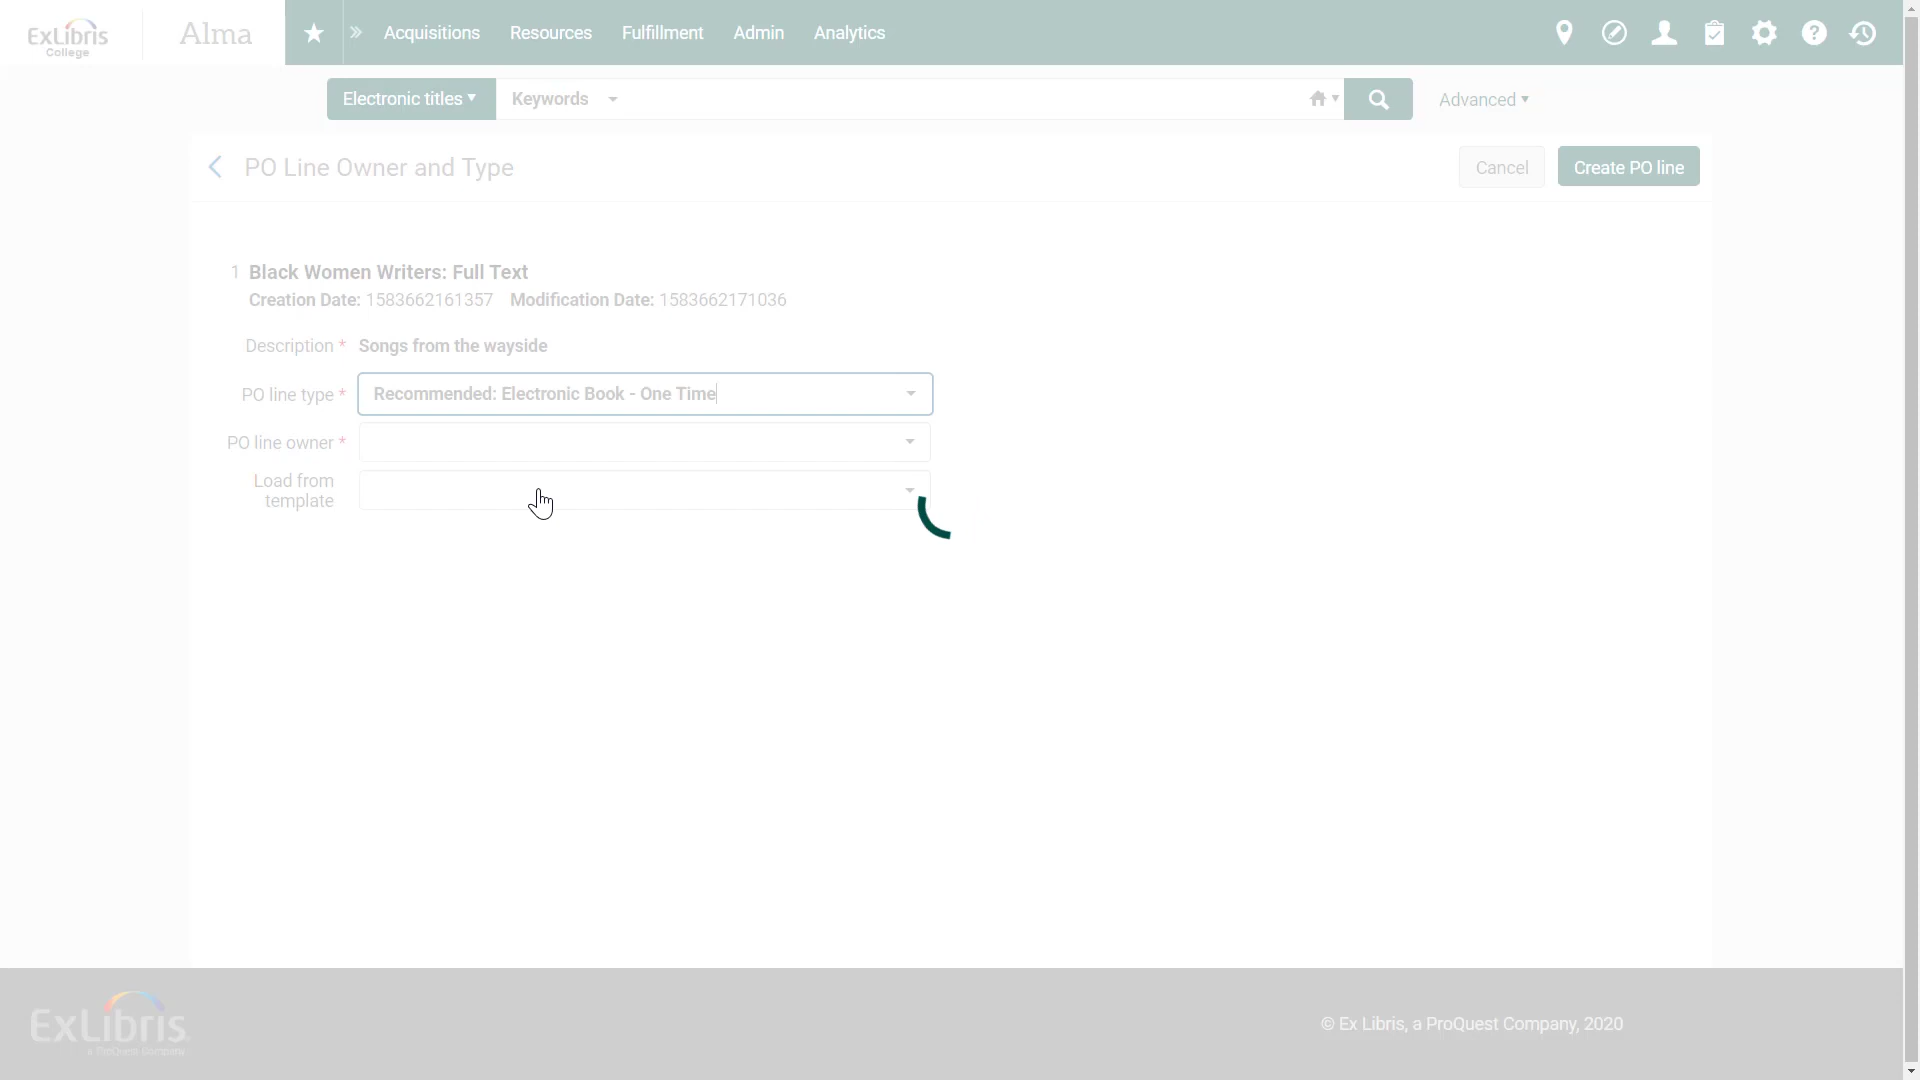 ExLibris
College
Alma
Acquisitions Resources Fulfillment Admin Analytics
Electronic titles Keywords Advanced
PO Line Owner and Type Cancel Create PO line
1 Black Women Writers: Full Text
Creation Date: 1583662161357 Modification Date: 1583662171036
Description * Songs from the wayside
PO line type * Recommended: Electronic Book - One Time
PO line owner *
Load from
template
ExLibris
a ProQuest Company
© Ex Libris, a ProQuest Company, 2020